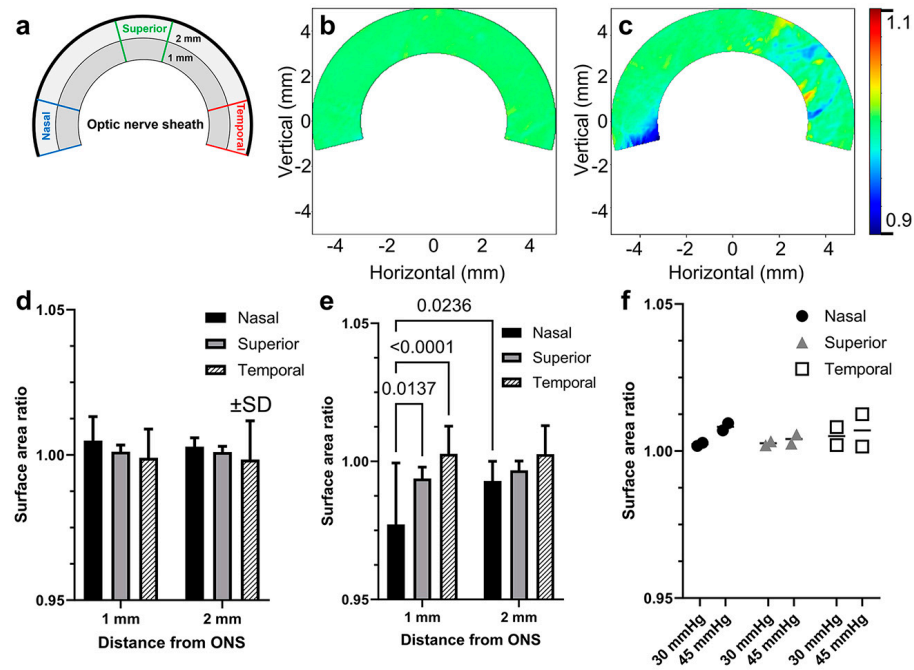 a
Superior
2 mm
1 mm
Nasal
Temporal
Optic nerve sheath
b
Vertical (mm)
4
2
0
-2
-4
-4
-2
0
2
4
Horizontal (mm)
c
Vertical (mm)
4
2
0
-2
-4
-4
-2
0
2
4
Horizontal (mm)
1.1
0.9
d
Surface area ratio
1.05
1.00
0.95
Nasal
Superior
Temporal
±SD
1 mm
2 mm
Distance from ONS
e
Surface area ratio
1.05
1.00
0.95
0.0236
<0.0001
0.0137
Nasal
Superior
Temporal
1 mm
2 mm
Distance from ONS
f
Surface area ratio
1.05
1.00
0.95
Nasal
Superior
Temporal
30 mmHg
45 mmHg
30 mmHg
45 mmHg
30 mmHg
45 mmHg